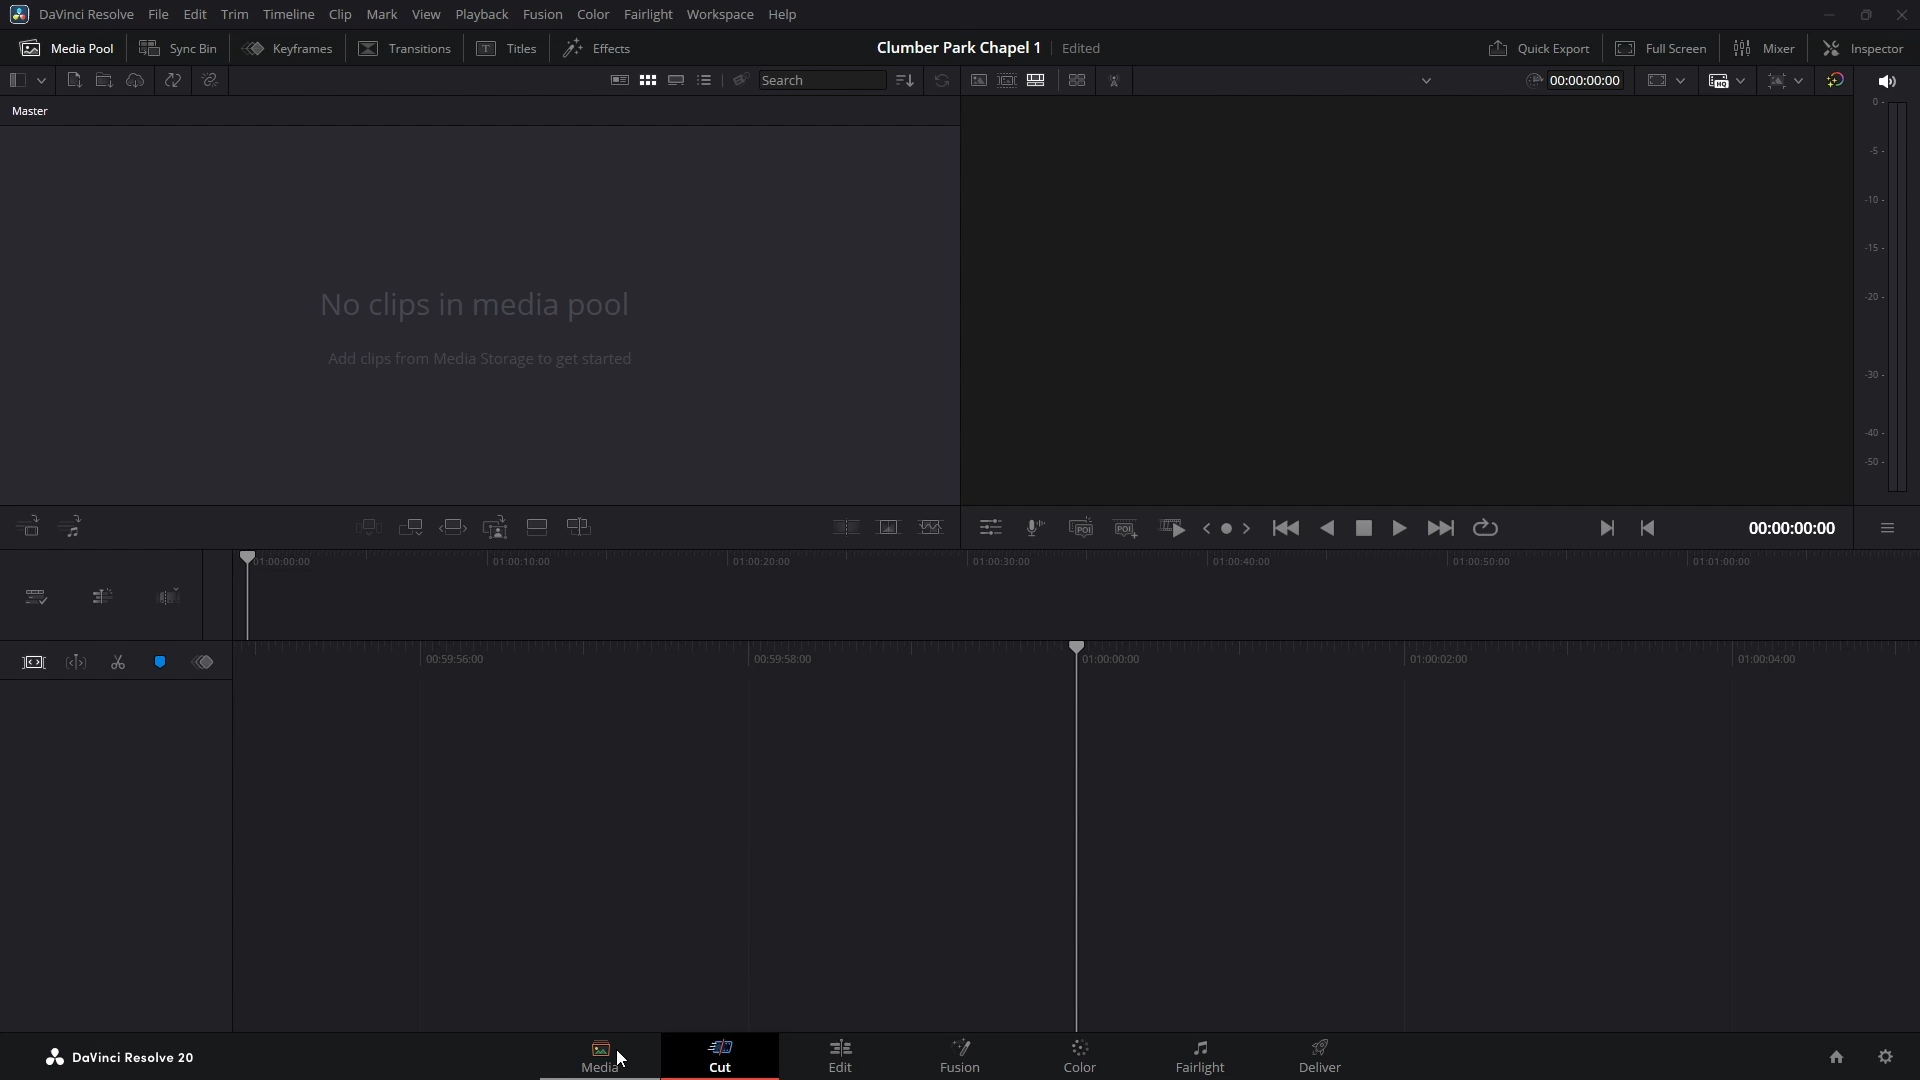 DaVinci Resolve File Edit Trim Timeline Clip Mark View Playback Fusion Color Fairlight Workspace Help
Media Pool Sync Bin Keyframes Transitions Titles Effects Clumber Park Chapel 1 Edited Quick Export Full Screen Mixer Inspector
Search 00:00:00:00
Master
0 -
-5 -
-10 -
-15 -
-20 -
-30 -
-40 -
-50 -
No clips in media pool
Add clips from Media Storage to get started
POI POI 00:00:00:00
01:00:00:00 01:00:10:00 01:00:20:00 01:00:30:00 01:00:40:00 01:00:50:00 01:01:00:00
00:59:56:00 00:59:58:00 01:00:00:00 01:00:02:00 01:00:04:00
DaVinci Resolve 20 Media Cut Edit Fusion Color Fairlight Deliver